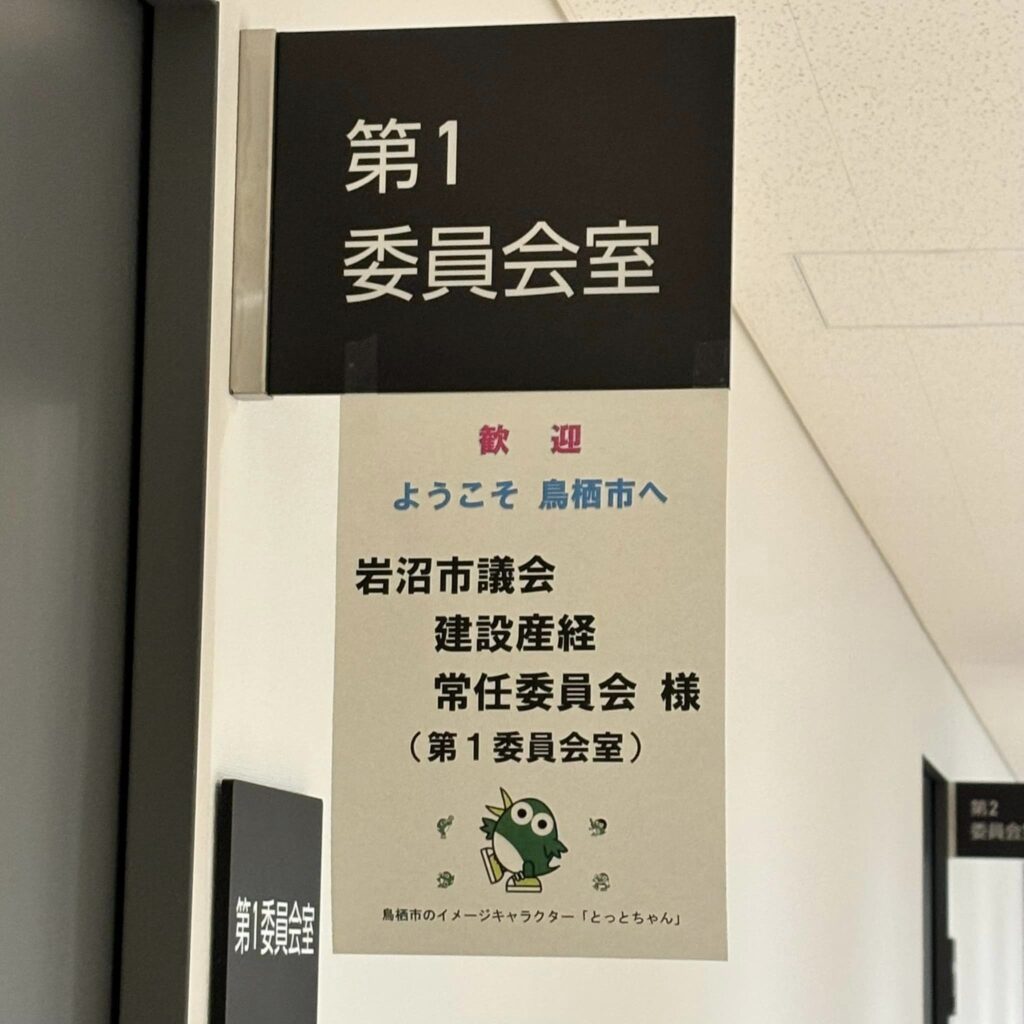 第1
委員会室
歓 迎
ようこそ 鳥栖市へ
岩沼市議会
建設産経
常任委員会 様
（第１委員会室）
鳥栖市のイメージキャラクター「とっとちゃん」
第1委員会室
第2
委員会